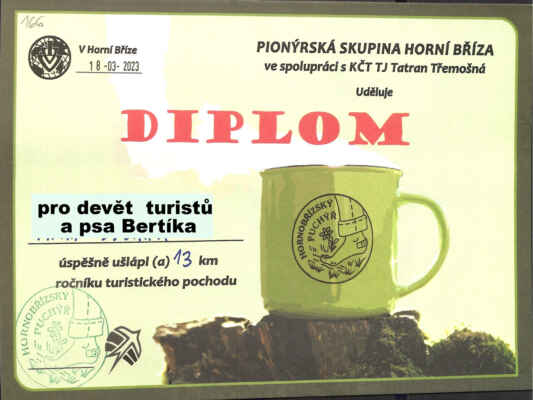 166
V Horní Bříze
18-03-2023
PIONÝRSKÁ SKUPINA HORNÍ BŘÍZA
ve spolupráci s KČT TJ Tatran Třemošná
Uděluje
DIPLOM
pro devět turistů
a psa Bertíka
HORNOBŘÍZSKÝ
PUCHÝŘ
úspěšně ušlápl (a) 13 km
ročníku turistického pochodu
HORNOBŘÍZSKÝ
PUCHÝŘ